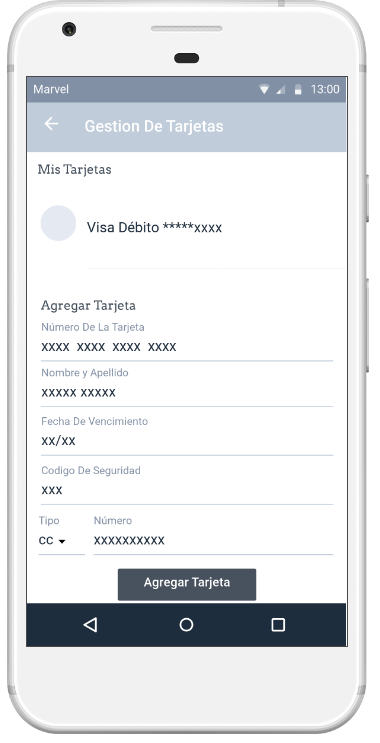 Marvel 13:00
Gestion De Tarjetas
Mis Tarjetas
Visa Débito *****xxxx
Agregar Tarjeta
Número De La Tarjeta
xxxx xxxx xxxx xxxx
Nombre y Apellido
xxxxx xxxxx
Fecha De Vencimiento
xx/xx
Codigo De Seguridad
xxx
Tipo Número
CC xxxxxxxxxx
Agregar Tarjeta